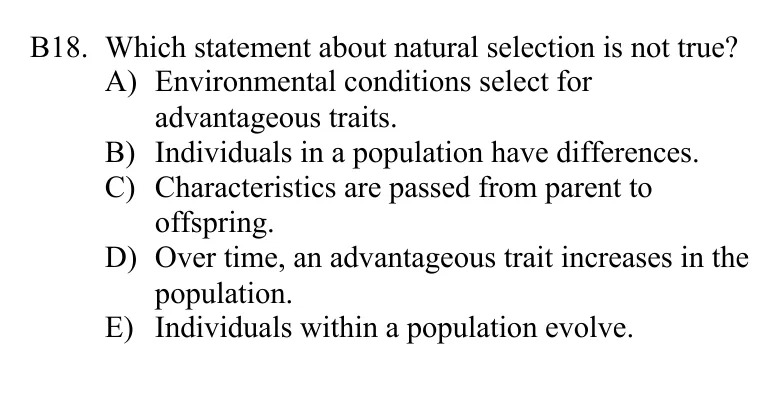 B18. Which statement about natural selection is not true?
A) Environmental conditions select for
advantageous traits.
B) Individuals in a population have differences.
C) Characteristics are passed from parent to
offspring.
D) Over time, an advantageous trait increases in the
population.
E) Individuals within a population evolve.